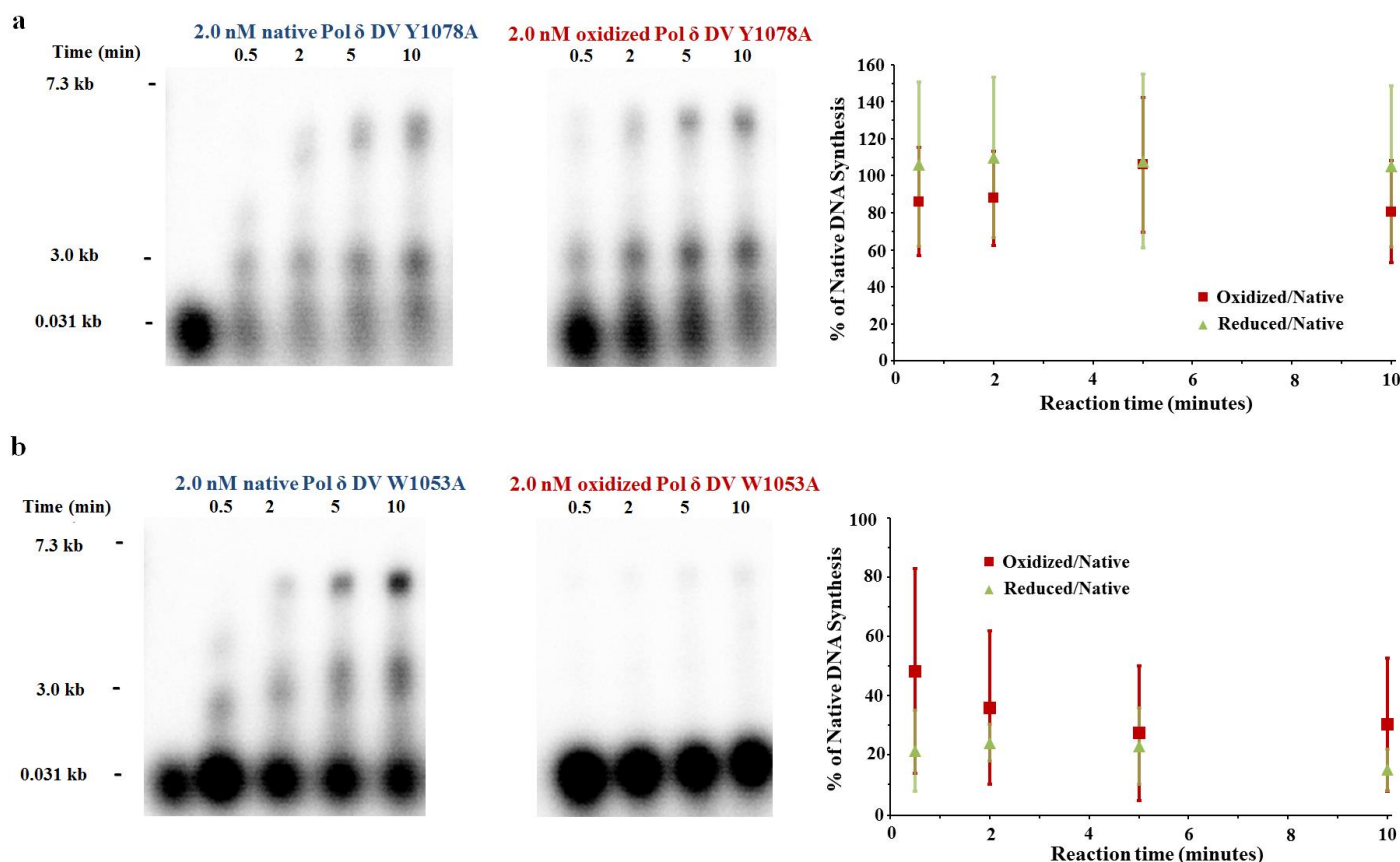 a
2.0 nM native Pol δ DV Y1078A
2.0 nM oxidized Pol δ DV Y1078A
Time (min)
0.5 2 5 10
0.5 2 5 10
7.3 kb -
3.0 kb -
0.031 kb -
% of Native DNA Synthesis
160
140
120
100
80
60
40
20
0
Oxidized/Native
Reduced/Native
0 2 4 6 8 10
Reaction time (minutes)
b
2.0 nM native Pol δ DV W1053A
2.0 nM oxidized Pol δ DV W1053A
Time (min)
0.5 2 5 10
0.5 2 5 10
7.3 kb -
3.0 kb -
0.031 kb -
% of Native DNA Synthesis
100
80
60
40
20
0
Oxidized/Native
Reduced/Native
0 2 4 6 8 10
Reaction time (minutes)